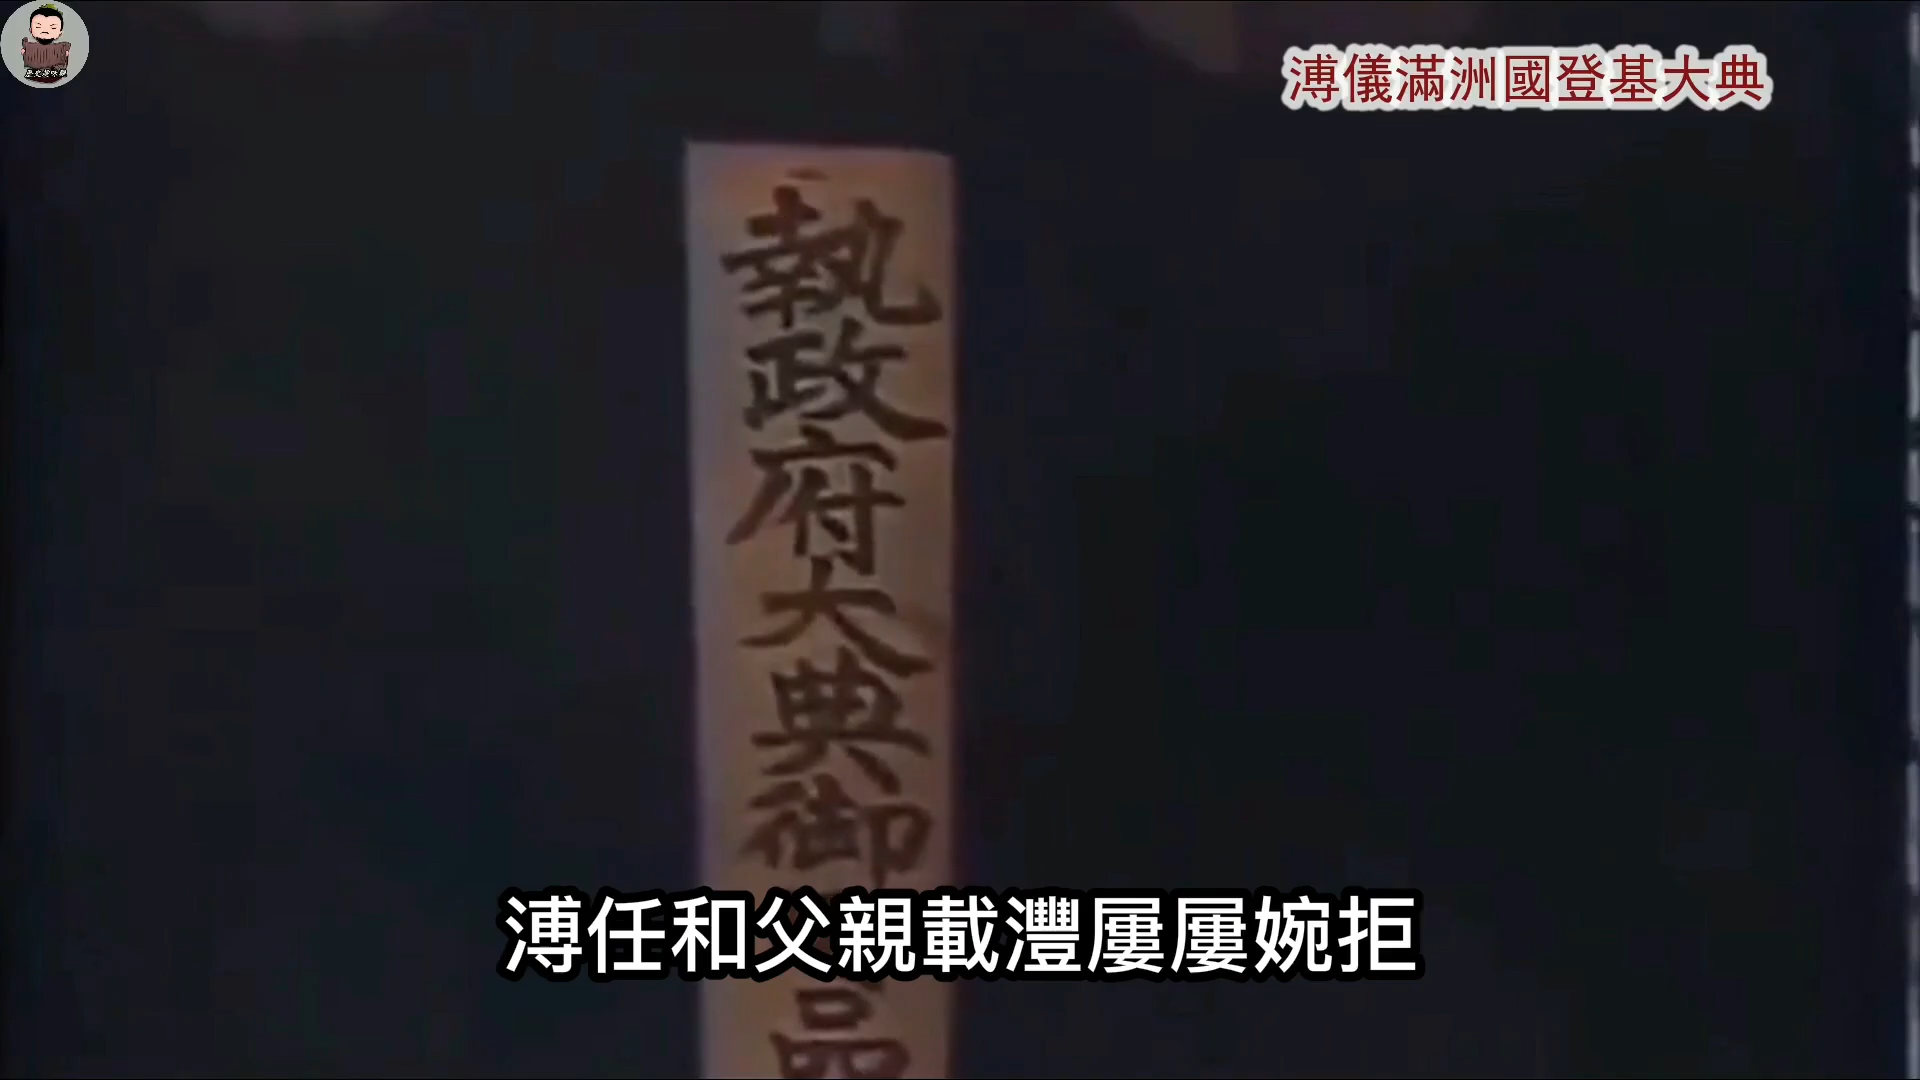 溥儀滿洲國登基大典
執政府大典御品
溥任和父親載灃屢屢婉拒